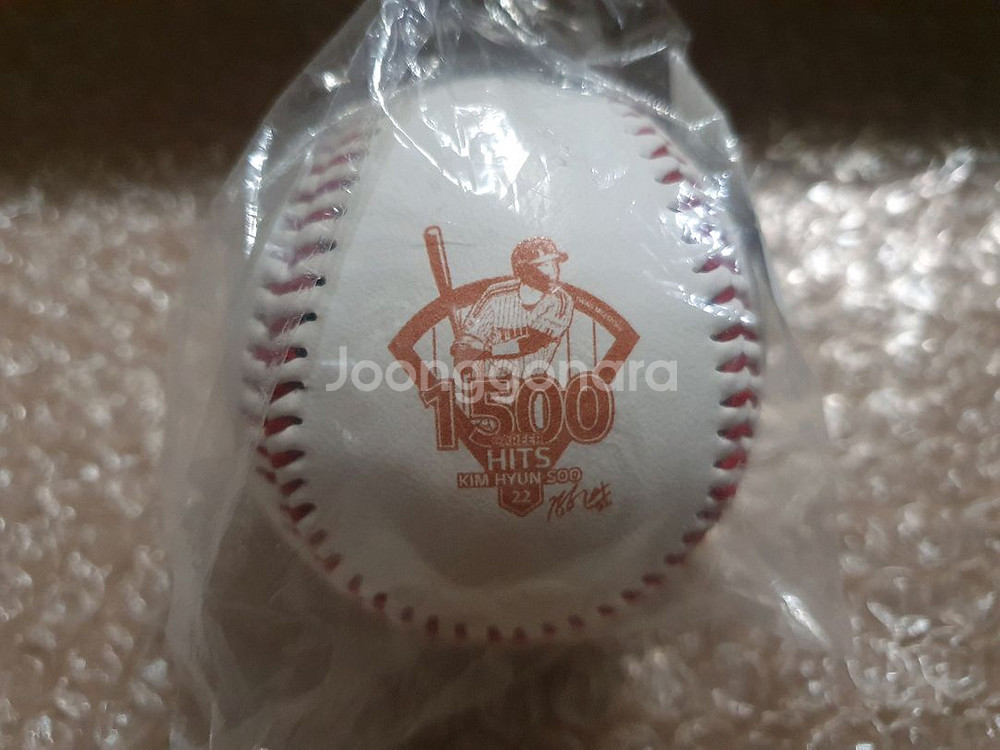 Joonggonara
1500
CAREER
HITS
KIM HYUN SOO
22